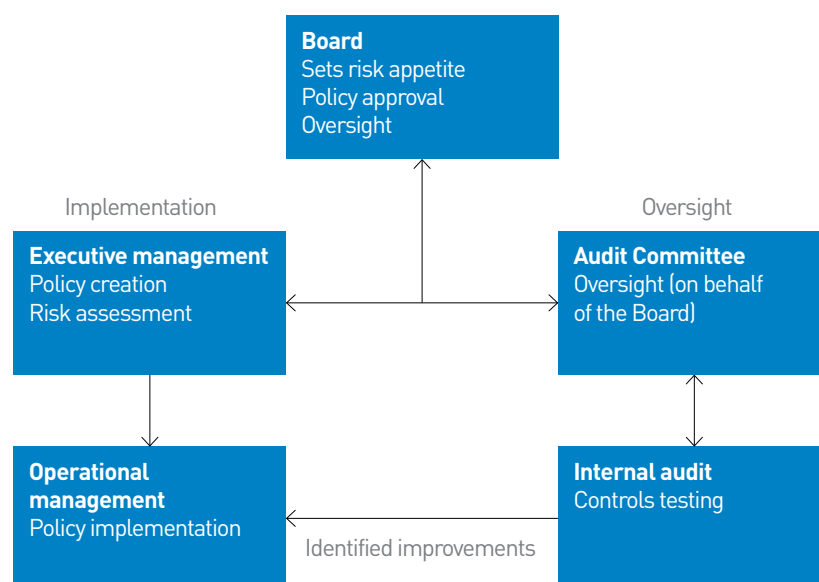 Board
Sets risk appetite
Policy approval
Oversight
Implementation
Oversight
Executive management
Policy creation
Risk assessment
Audit Committee
Oversight (on behalf
of the Board)
Operational
management
Policy implementation
Internal audit
Controls testing
Identified improvements